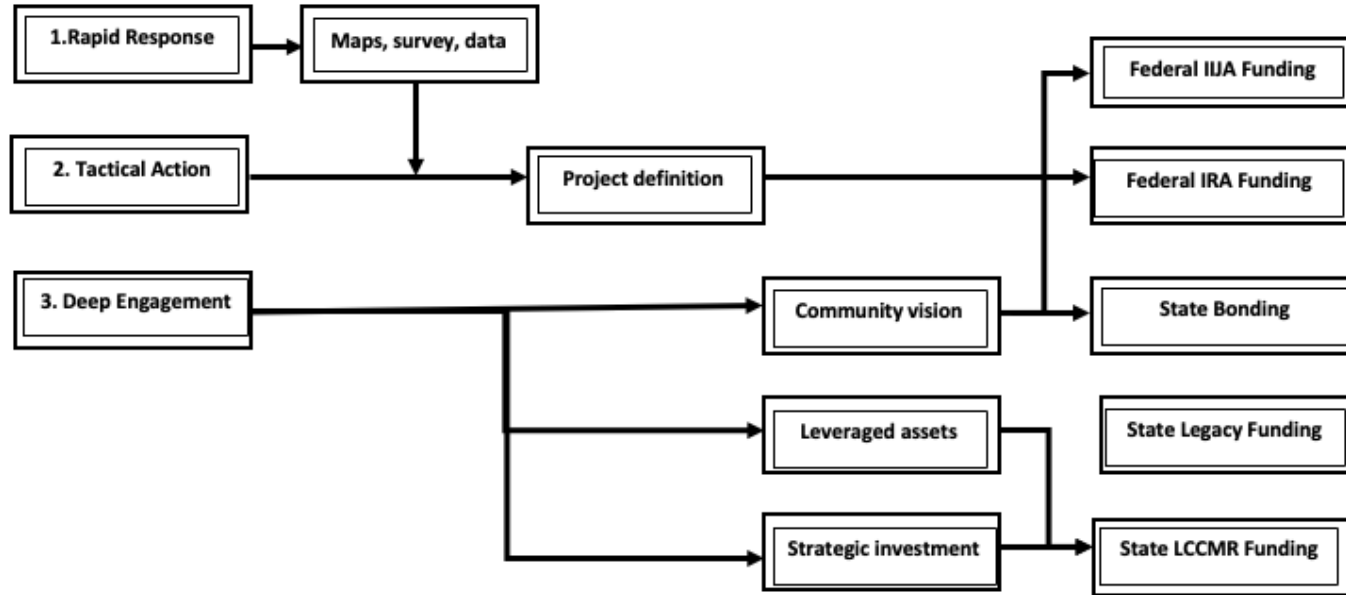 1.Rapid Response
Maps, survey, data
Federal IIJA Funding
2. Tactical Action
Project definition
Federal IRA Funding
3. Deep Engagement
Community vision
State Bonding
Leveraged assets
State Legacy Funding
Strategic investment
State LCCMR Funding